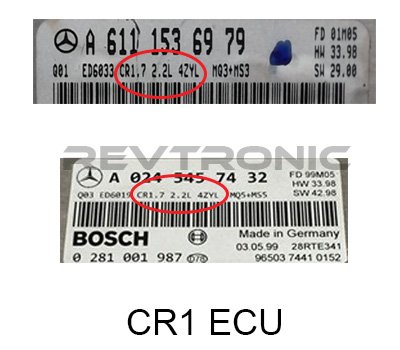 A 611 153 69 79
FD 01M05
HW 33.98
Q01 ED6033 CR1.7 2.2L 4ZYL MQ3+MS3 SW 29.00
REVTRONIC
A 024 545 74 32
FD 99M05
HW 33.98
Q03 ED6019 CR1.7 2.2L 4ZYL MQ5+MS5 SW 42.98
BOSCH
Made in Germany
03.05.99 28RTE341
0 281 001 987 D78 96503 7441 0152
CR1 ECU